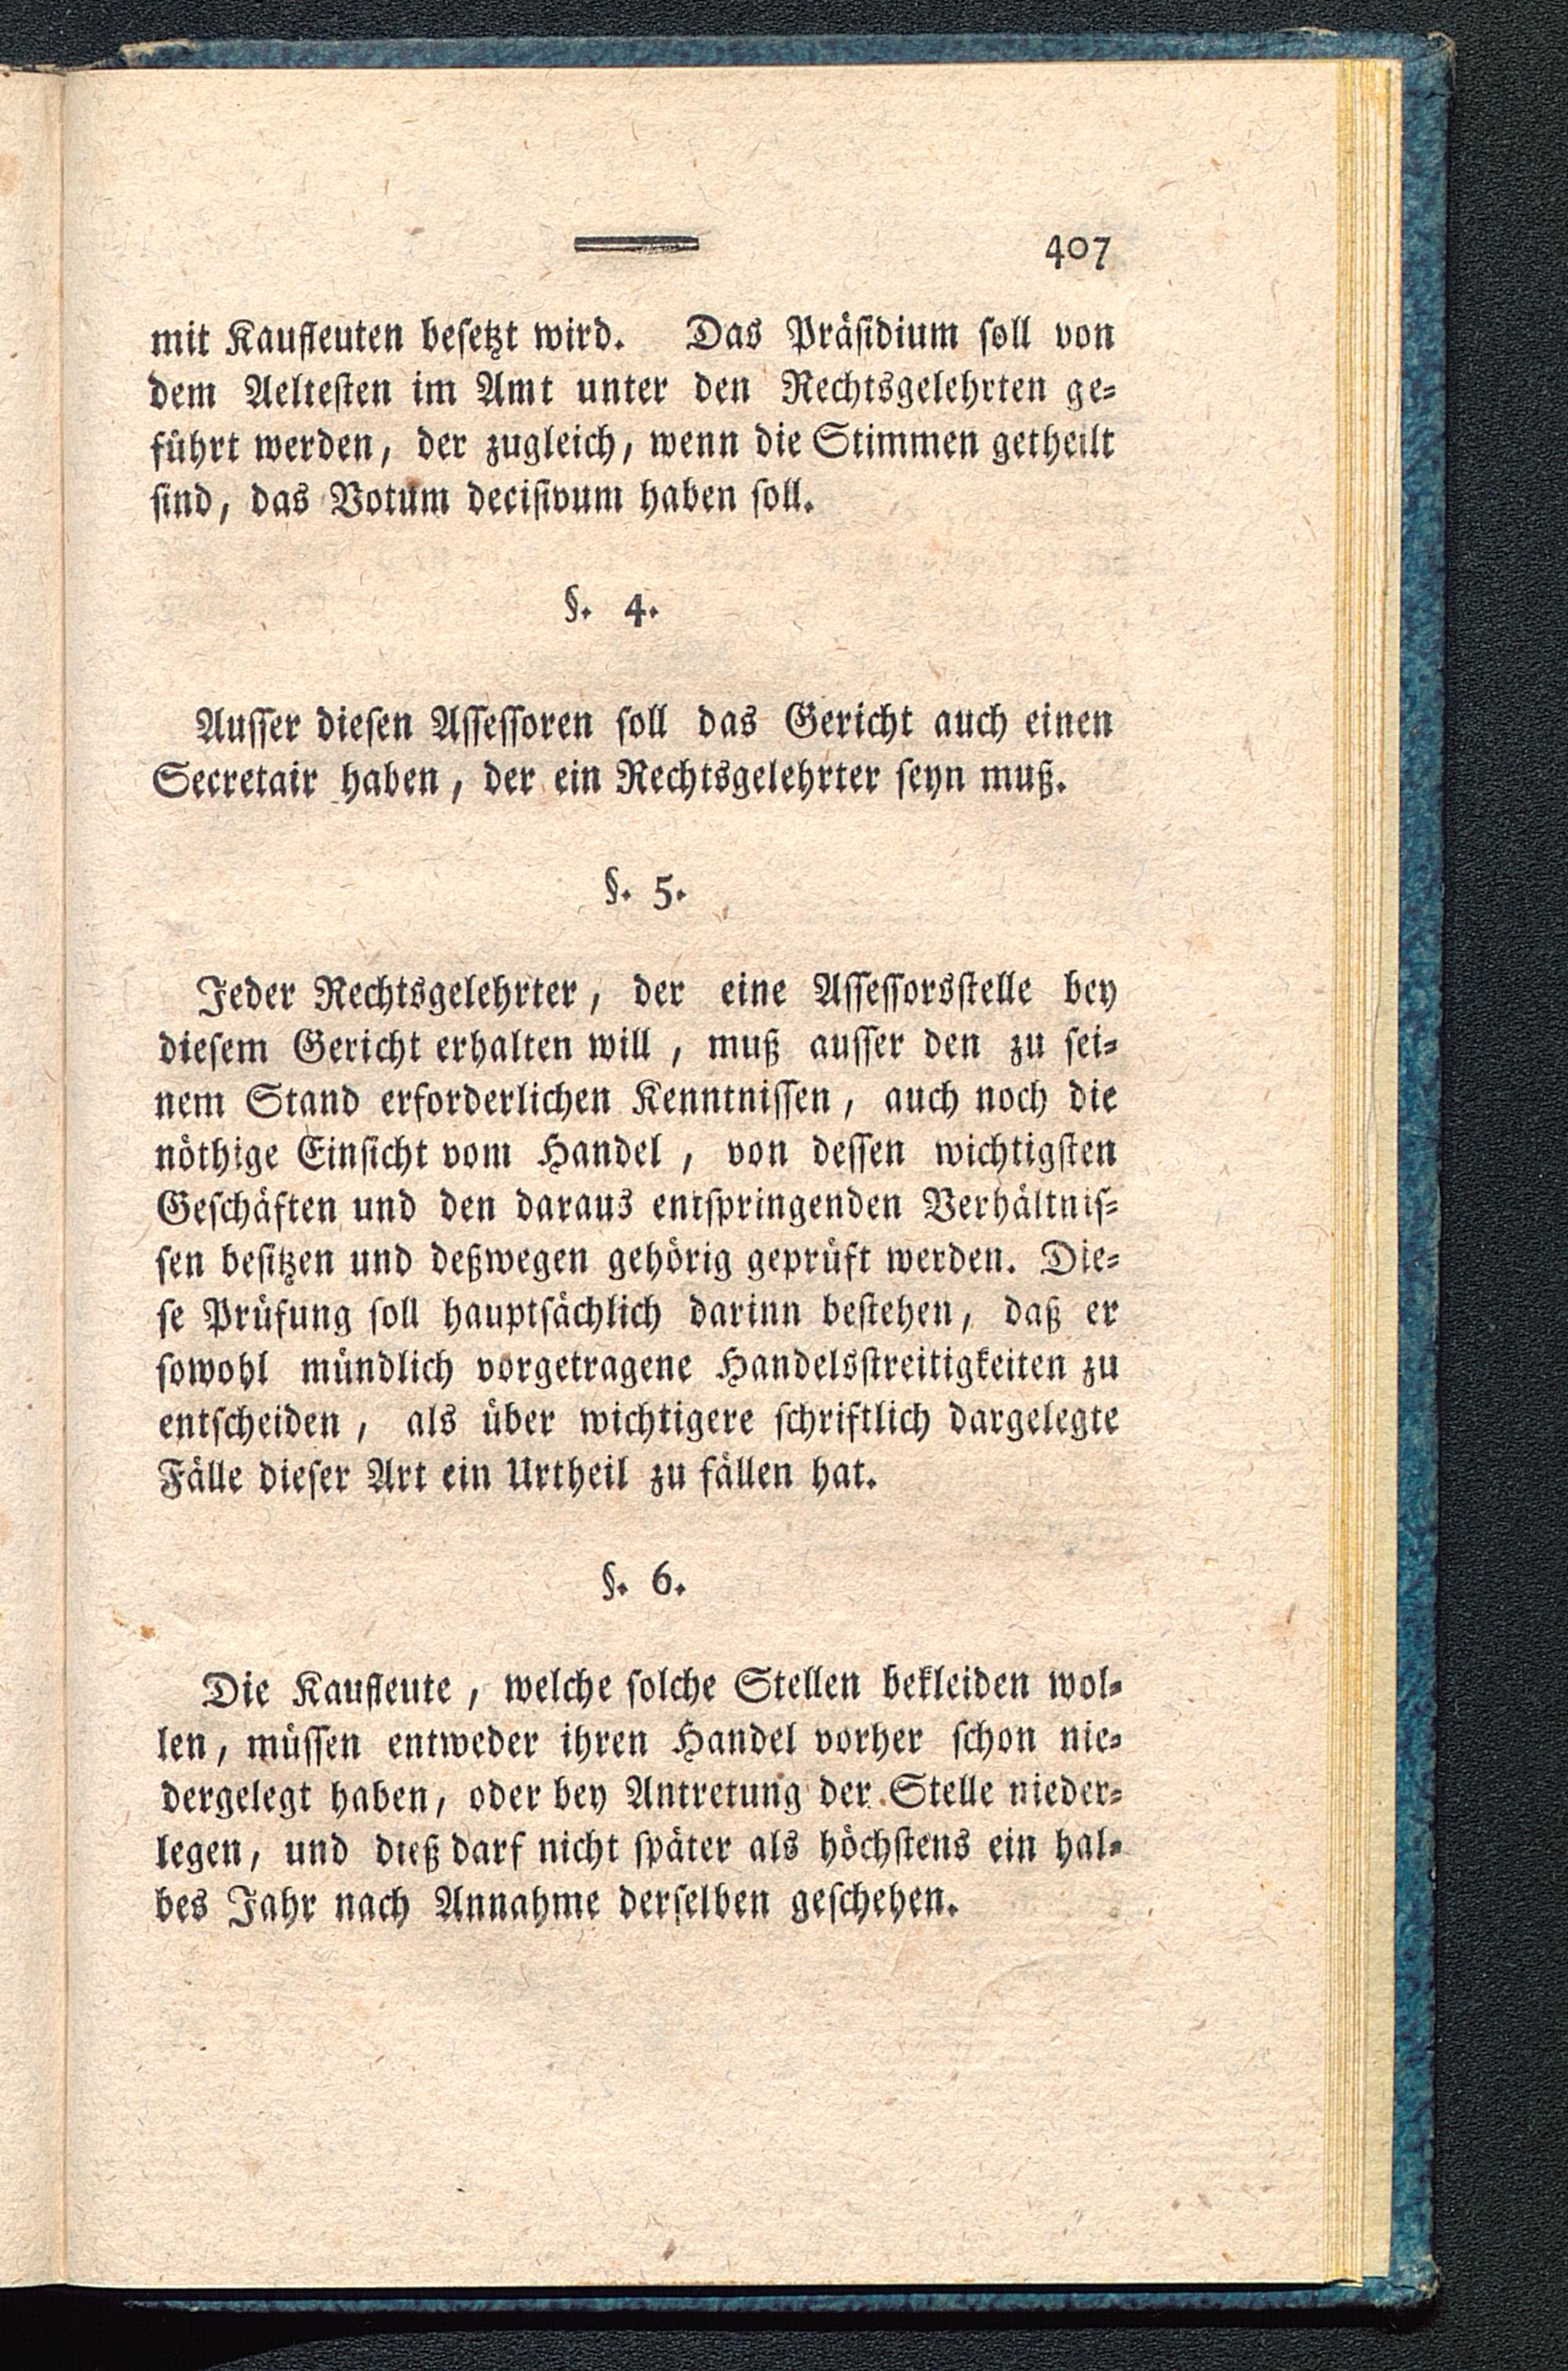 407
mit Kaufleuten besetzt wird. Das Präsidium soll von
dem Aeltesten im Amt unter den Rechtsgelehrten ge-
führt werden, der zugleich, wenn die Stimmen getheilt
sind, das Votum decisivum haben soll.
§. 4.
Ausser diesen Assessoren soll das Gericht auch einen
Secretair haben, der ein Rechtsgelehrter seyn muß.
§. 5.
Jeder Rechtsgelehrter, der eine Assessorsstelle bey
diesem Gericht erhalten will, muß ausser den zu sei-
nem Stand erforderlichen Kenntnissen, auch noch die
nöthige Einsicht vom Handel, von dessen wichtigsten
Geschäften und den daraus entspringenden Verhältnis-
sen besitzen und deßwegen gehörig geprüft werden. Die-
se Prüfung soll hauptsächlich darinn bestehen, daß er
sowohl mündlich vorgetragene Handelsstreitigkeiten zu
entscheiden, als über wichtigere schriftlich dargelegte
Fälle dieser Art ein Urtheil zu fällen hat.
§. 6.
Die Kaufleute, welche solche Stellen bekleiden wol-
len, müssen entweder ihren Handel vorher schon nie-
dergelegt haben, oder bey Antretung der Stelle nieder-
legen, und dieß darf nicht später als höchstens ein hal-
bes Jahr nach Annahme derselben geschehen.